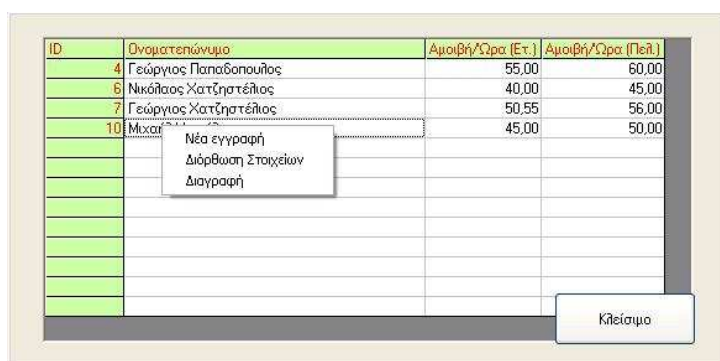 ID Ονοματεπώνυμο Αμοιβή/Ώρα (Ετ.) Αμοιβή/Ώρα (Πελ.)
4 Γεώργιος Παπαδοπουλος 55,00 60,00
6 Νικόλαος Χατζηστέλιος 40,00 45,00
7 Γεώργιος Χατζηστέλιος 50,55 56,00
10 45,00 50,00
Νέα εγγραφή
Διόρθωση Στοιχείων
Διαγραφή
Κλείσιμο